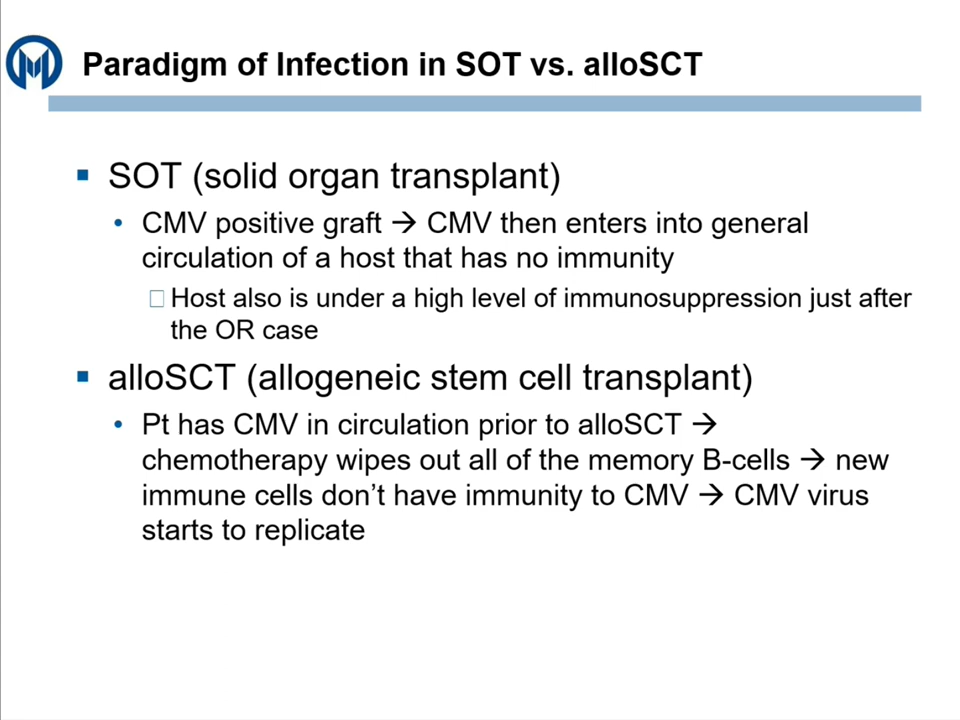 Paradigm of Infection in SOT vs. alloSCT
▪ SOT (solid organ transplant)
• CMV positive graft → CMV then enters into general
circulation of a host that has no immunity
□ Host also is under a high level of immunosuppression just after
the OR case
▪ alloSCT (allogeneic stem cell transplant)
• Pt has CMV in circulation prior to alloSCT →
chemotherapy wipes out all of the memory B-cells → new
immune cells don’t have immunity to CMV → CMV virus
starts to replicate